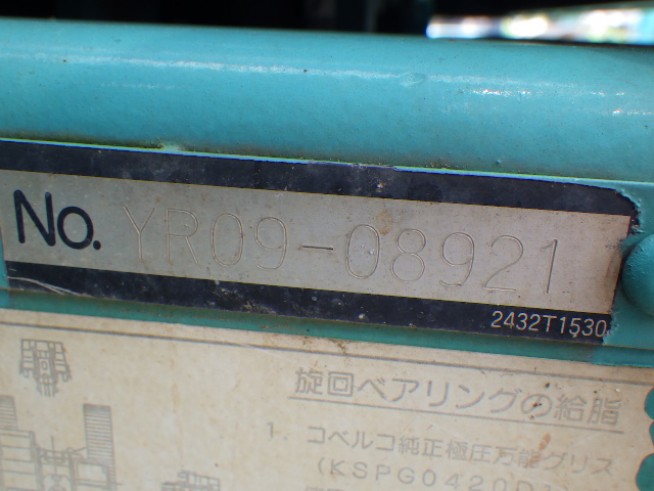 No. YR09-08921
2432T1530
旋回ベアリングの給脂
1. コベルコ純正極圧万能グリス
(KSPG0420D